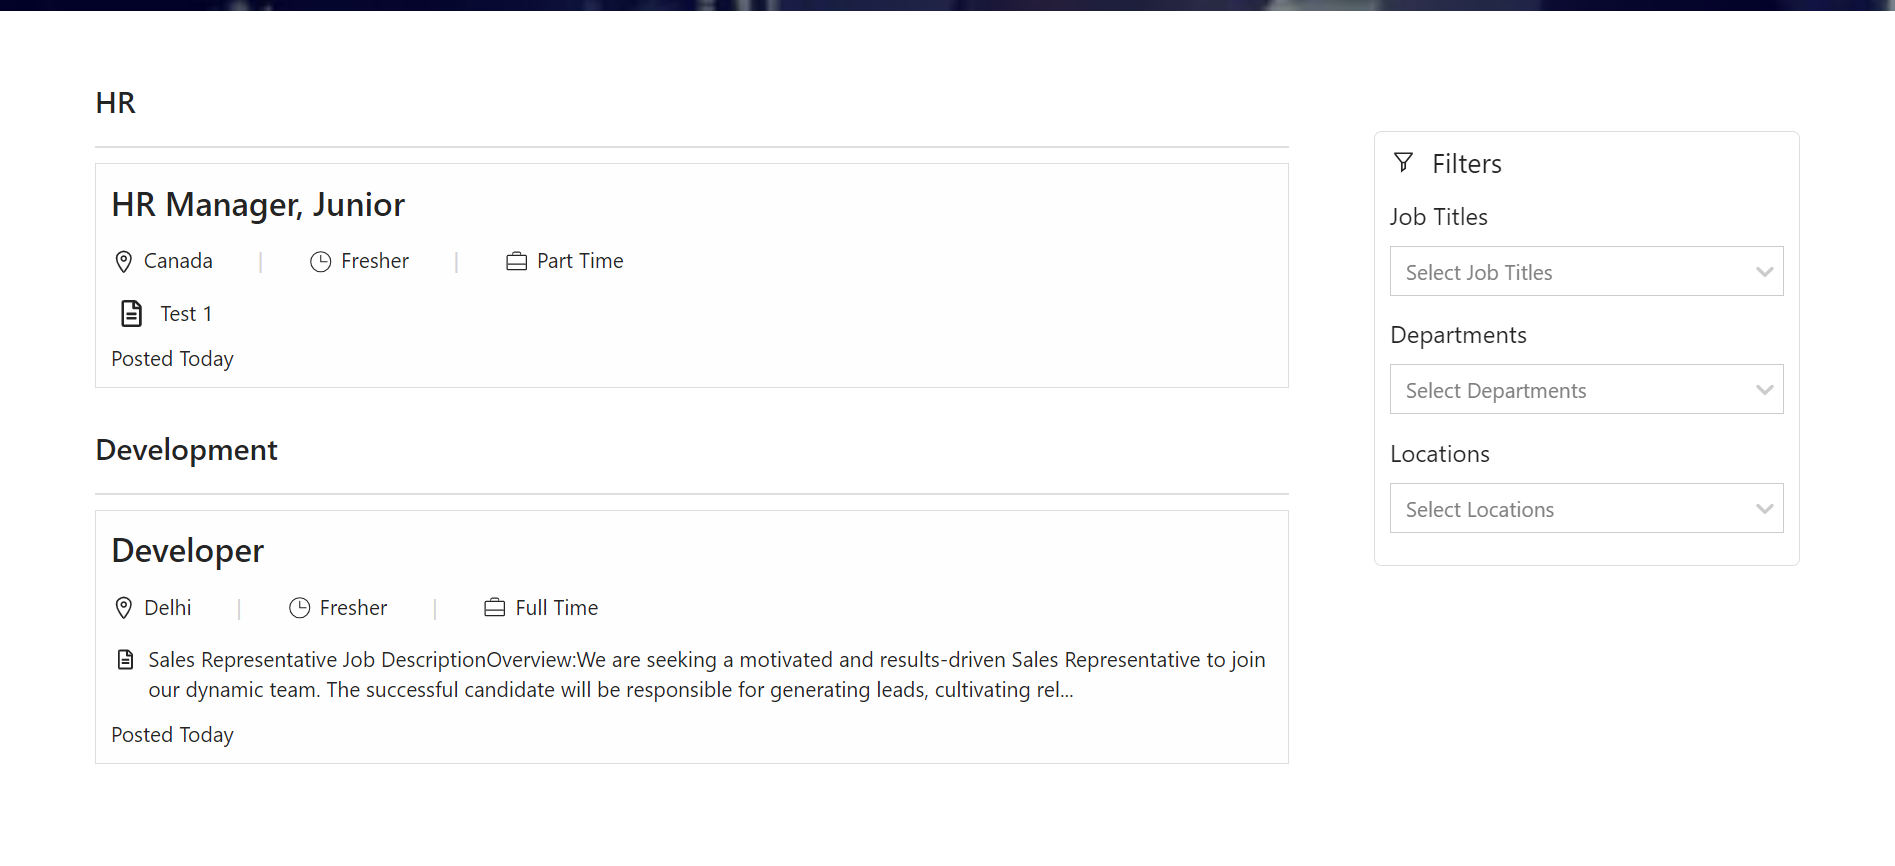 HR
HR Manager, Junior
Canada | Fresher | Part Time
Test 1
Posted Today
Development
Developer
Delhi | Fresher | Full Time
Sales Representative Job DescriptionOverview:We are seeking a motivated and results-driven Sales Representative to join
our dynamic team. The successful candidate will be responsible for generating leads, cultivating rel...
Posted Today
Filters
Job Titles
Select Job Titles
Departments
Select Departments
Locations
Select Locations